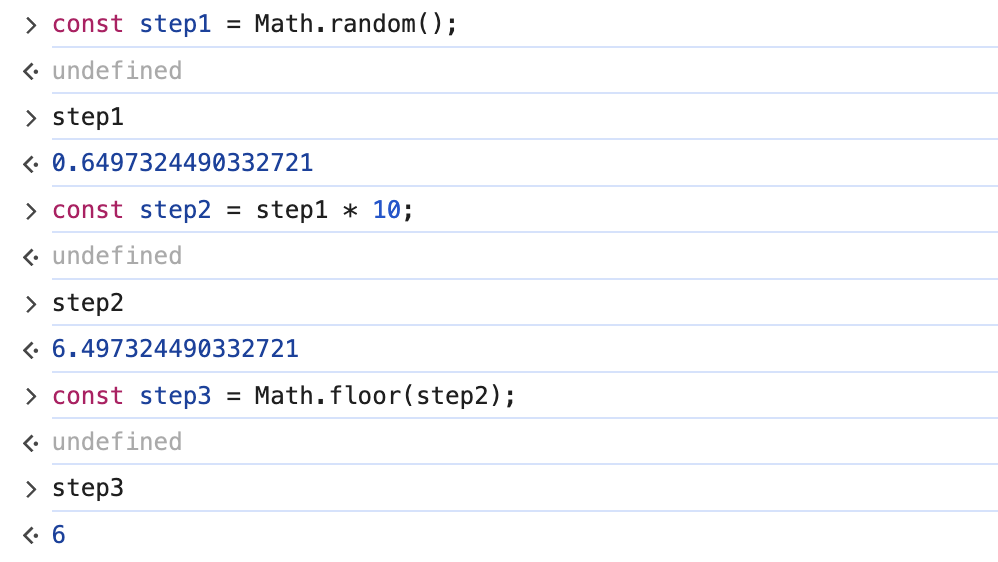 > const step1 = Math.random();
undefined
> step1
0.6497324490332721
> const step2 = step1 * 10;
undefined
> step2
6.497324490332721
> const step3 = Math.floor(step2);
undefined
> step3
6